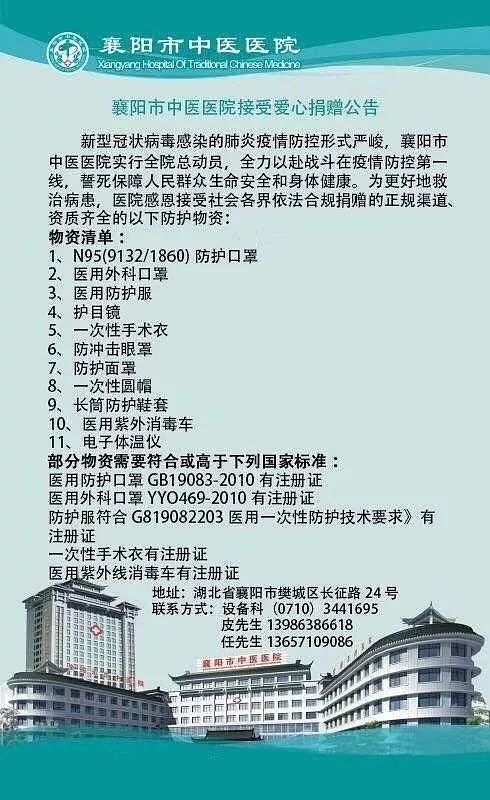 襄阳市中医医院
Xiangyang Hospital Of Traditional Chinese Medicine
襄阳市中医医院接受爱心捐赠公告
新型冠状病毒感染的肺炎疫情防控形式严峻，襄阳市
中医医院实行全院总动员，全力以赴战斗在疫情防控第一
线，誓死保障人民群众生命安全和身体健康。为更好地救
治病患，医院感恩接受社会各界依法合规捐赠的正规渠道、
资质齐全的以下防护物资：
物资清单：
1、N95(9132/1860) 防护口罩
2、医用外科口罩
3、医用防护服
4、护目镜
5、一次性手术衣
6、防冲击眼罩
7、防护面罩
8、一次性圆帽
9、长筒防护鞋套
10、医用紫外消毒车
11、电子体温仪
部分物资需要符合或高于下列国家标准：
医用防护口罩 GB19083-2010 有注册证
医用外科口罩 YYO469-2010 有注册证
防护服符合 G819082203 医用一次性防护技术要求》有
注册证
一次性手术衣有注册证
医用紫外线消毒车有注册证
地址：湖北省襄阳市樊城区长征路 24 号
联系方式：设备科（0710）3441695
皮先生 13986386618
任先生 13657109086
襄阳市中医医院